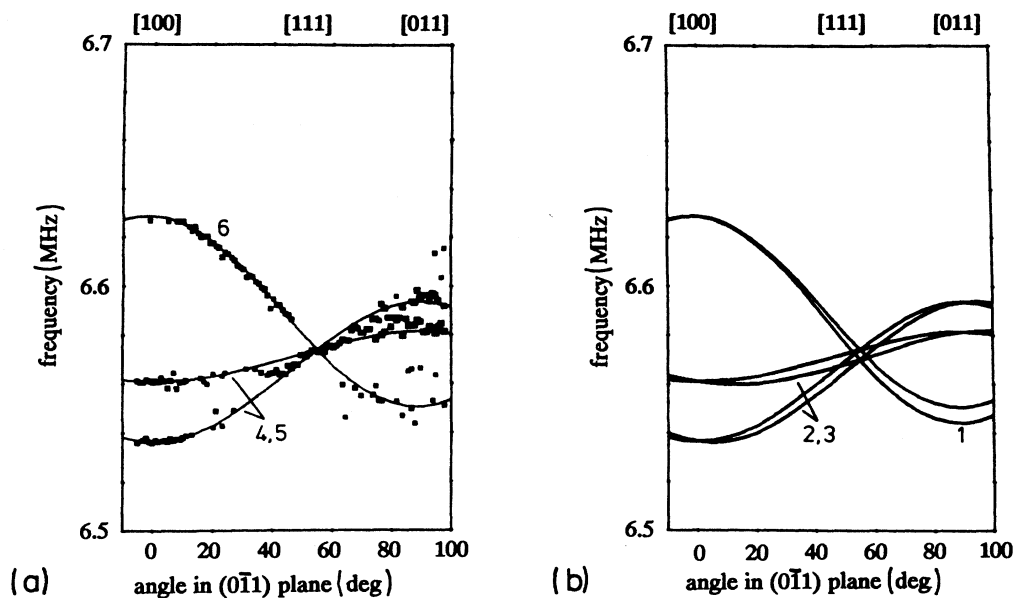 [100] [111] [011]
6.7
6.6
6.5
frequency (MHz)
6
4,5
0 20 40 60 80 100
angle in (01̅1) plane (deg)
(a)
[100] [111] [011]
6.7
6.6
6.5
frequency (MHz)
2,3
1
0 20 40 60 80 100
angle in (01̅1) plane (deg)
(b)